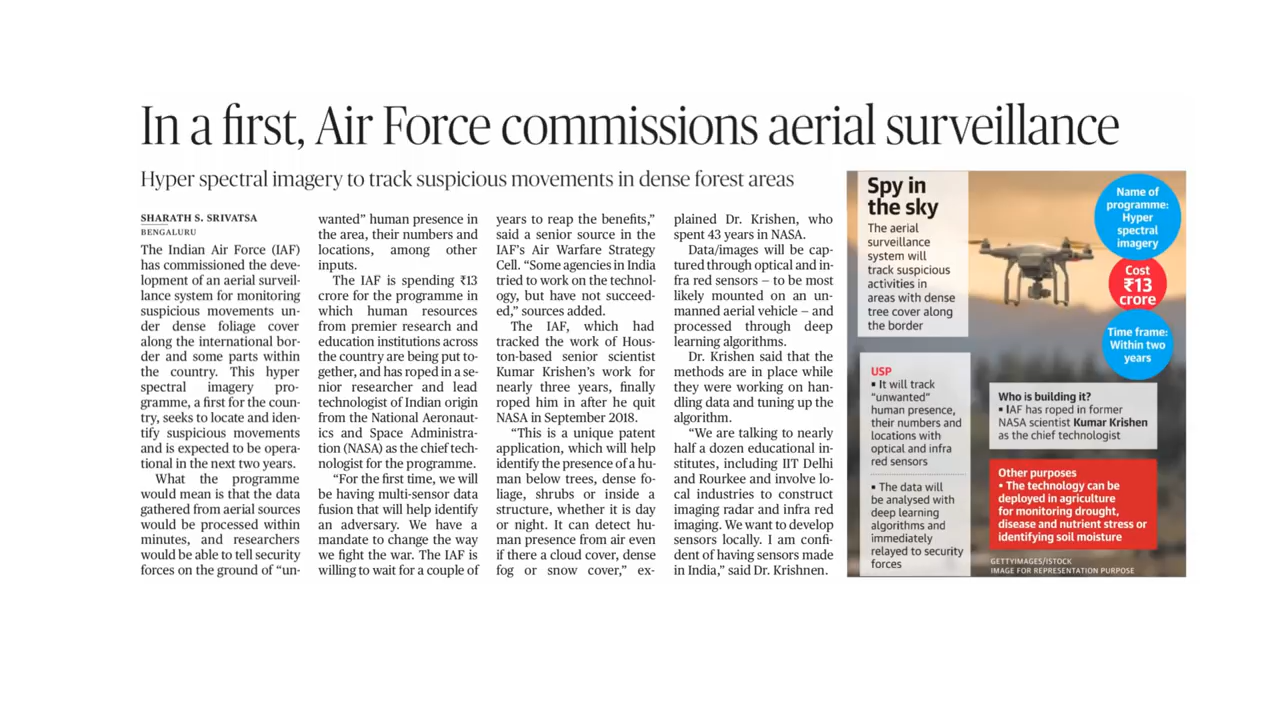 In a first, Air Force commissions aerial surveillance
Hyper spectral imagery to track suspicious movements in dense forest areas
SHARATH S. SRIVATSA
BENGALURU
The Indian Air Force (IAF)
has commissioned the deve-
lopment of an aerial surveil-
lance system for monitoring
suspicious movements un-
der dense foliage cover
along the international bor-
der and some parts within
the country. This hyper
spectral imagery pro-
gramme, a first for the coun-
try, seeks to locate and iden-
tify suspicious movements
and is expected to be opera-
tional in the next two years.
What the programme
would mean is that the data
gathered from aerial sources
would be processed within
minutes, and researchers
would be able to tell security
forces on the ground of “un-
wanted” human presence in
the area, their numbers and
locations, among other
inputs.
The IAF is spending ₹13
crore for the programme in
which human resources
from premier research and
education institutions across
the country are being put to-
gether, and has roped in a se-
nior researcher and lead
technologist of Indian origin
from the National Aeronaut-
ics and Space Administra-
tion (NASA) as the chief tech-
nologist for the programme.
“For the first time, we will
be having multi-sensor data
fusion that will help identify
an adversary. We have a
mandate to change the way
we fight the war. The IAF is
willing to wait for a couple of
years to reap the benefits,”
said a senior source in the
IAF’s Air Warfare Strategy
Cell. “Some agencies in India
tried to work on the technol-
ogy, but have not succeed-
ed,” sources added.
The IAF, which had
tracked the work of Hous-
ton-based senior scientist
Kumar Krishen’s work for
nearly three years, finally
roped him in after he quit
NASA in September 2018.
“This is a unique patent
application, which will help
identify the presence of a hu-
man below trees, dense fo-
liage, shrubs or inside a
structure, whether it is day
or night. It can detect hu-
man presence from air even
if there a cloud cover, dense
fog or snow cover,” ex-
plained Dr. Krishen, who
spent 43 years in NASA.
Data/images will be cap-
tured through optical and in-
fra red sensors – to be most
likely mounted on an un-
manned aerial vehicle – and
processed through deep
learning algorithms.
Dr. Krishen said that the
methods are in place while
they were working on han-
dling data and tuning up the
algorithm.
“We are talking to nearly
half a dozen educational in-
stitutes, including IIT Delhi
and Rourkee and involve lo-
cal industries to construct
imaging radar and infra red
imaging. We want to develop
sensors locally. I am confi-
dent of having sensors made
in India,” said Dr. Krishnen.
Spy in
the sky
The aerial
surveillance
system will
track suspicious
activities in
areas with dense
tree cover along
the border
Name of
programme:
Hyper
spectral
imagery
Cost
₹13
crore
Time frame:
Within two
years
USP
▪ It will track
“unwanted”
human presence,
their numbers and
locations with
optical and infra
red sensors
▪ The data will
be analysed with
deep learning
algorithms and
immediately
relayed to security
forces
Who is building it?
▪ IAF has roped in former
NASA scientist Kumar Krishen
as the chief technologist
Other purposes
▪ The technology can be
deployed in agriculture
for monitoring drought,
disease and nutrient stress or
identifying soil moisture
GETTYIMAGES/ISTOCK
IMAGE FOR REPRESENTATION PURPOSE